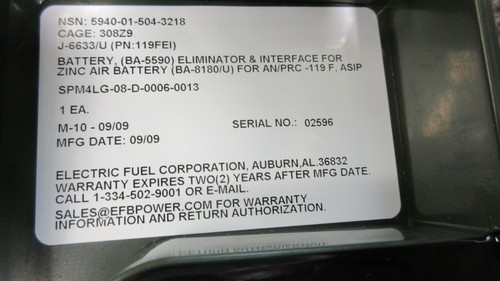 NSN: 5940-01-504-3218
CAGE: 308Z9
J-6633/U (PN:119FEI)
BATTERY, (BA-5590) ELIMINATOR & INTERFACE FOR
ZINC AIR BATTERY (BA-8180/U) FOR AN/PRC -119 F, ASIP
SPM4LG-08-D-0006-0013
1 EA.
M-10 - 09/09 SERIAL NO.: 02596
MFG DATE: 09/09
ELECTRIC FUEL CORPORATION, AUBURN,AL.36832
WARRANTY EXPIRES TWO(2) YEARS AFTER MFG DATE.
CALL 1-334-502-9001 OR E-MAIL.
SALES@EFBPOWER.COM FOR WARRANTY
INFORMATION AND RETURN AUTHORIZATION.